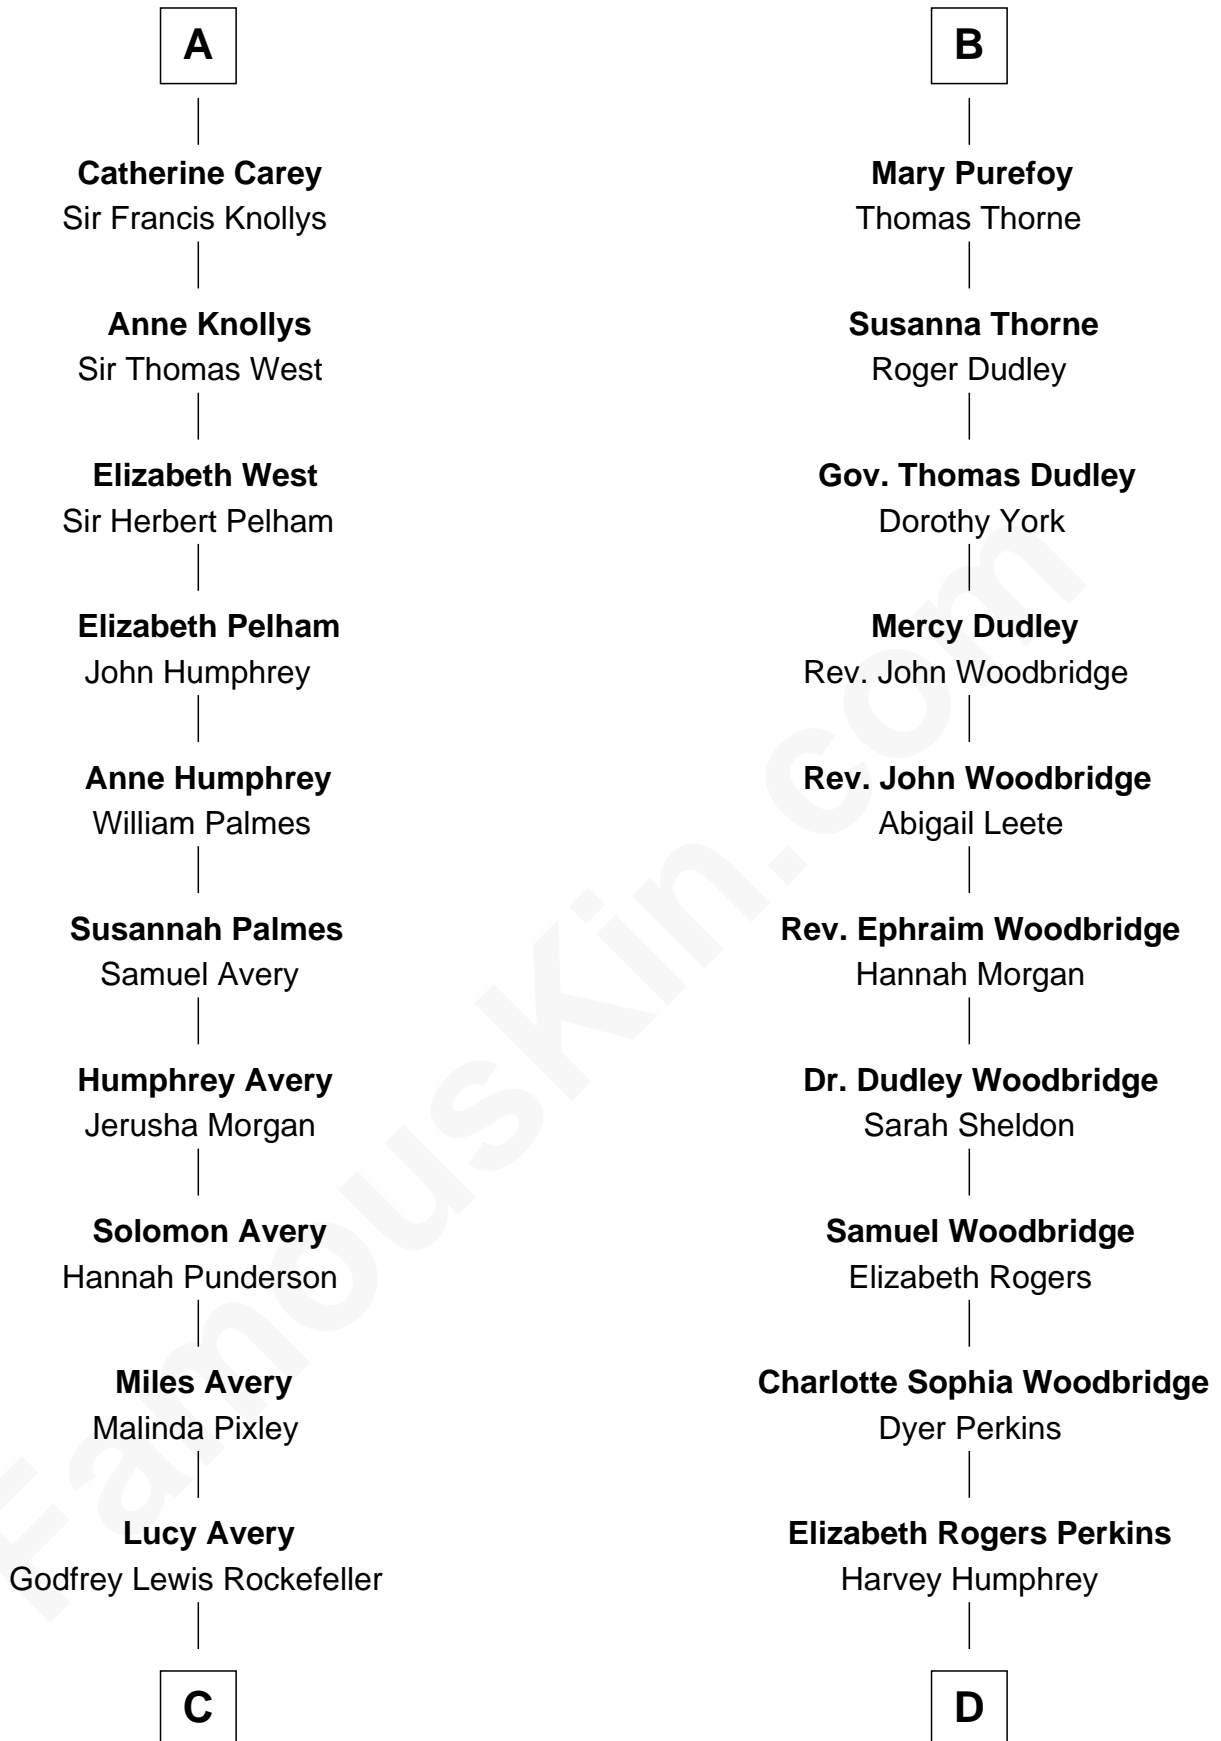 A
Catherine Carey
Sir Francis Knollys
Anne Knollys
Sir Thomas West
Elizabeth West
Sir Herbert Pelham
Elizabeth Pelham
John Humphrey
Anne Humphrey
William Palmes
Susannah Palmes
Samuel Avery
Humphrey Avery
Jerusha Morgan
Solomon Avery
Hannah Punderson
Miles Avery
Malinda Pixley
Lucy Avery
Godfrey Lewis Rockefeller
C
B
Mary Purefoy
Thomas Thorne
Susanna Thorne
Roger Dudley
Gov. Thomas Dudley
Dorothy York
Mercy Dudley
Rev. John Woodbridge
Rev. John Woodbridge
Abigail Leete
Rev. Ephraim Woodbridge
Hannah Morgan
Dr. Dudley Woodbridge
Sarah Sheldon
Samuel Woodbridge
Elizabeth Rogers
Charlotte Sophia Woodbridge
Dyer Perkins
Elizabeth Rogers Perkins
Harvey Humphrey
D
FamousKin.com